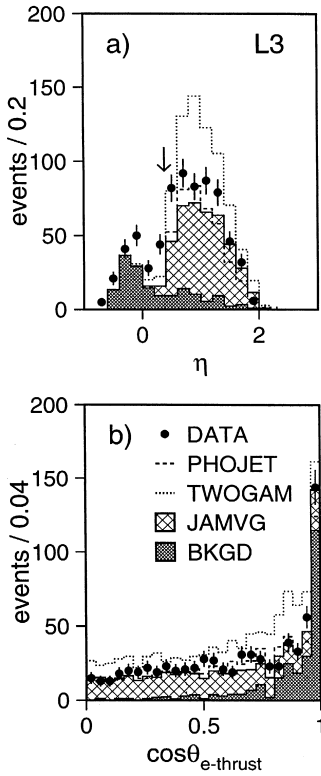 200
a)
L3
150
100
50
0
events / 0.2
0
2
η
200
b)
DATA
PHOJET
TWOGAM
JAMVG
BKGD
150
100
50
0
events / 0.04
0
0.5
1
cosθe-thrust